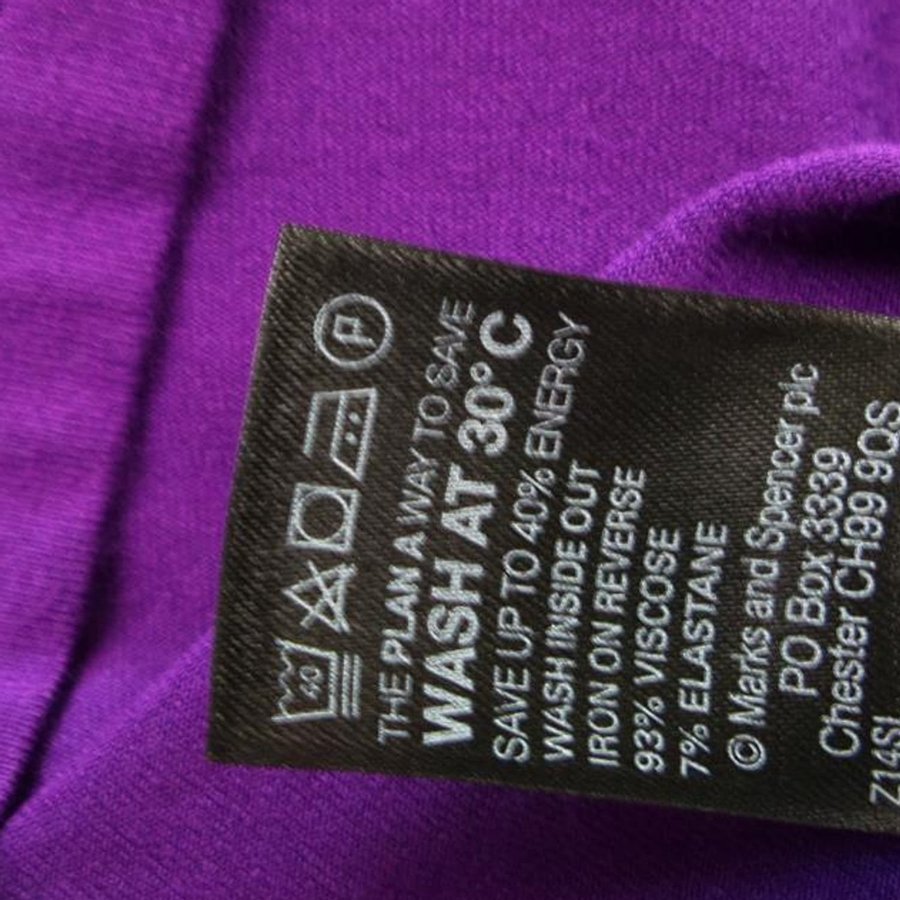 40
P
THE PLAN A WAY TO SAVE
WASH AT 30°C
SAVE UP TO 40% ENERGY
WASH INSIDE OUT
IRON ON REVERSE
93% VISCOSE
7% ELASTANE
© Marks and Spencer plc
PO Box 3339
Chester CH99 9QS